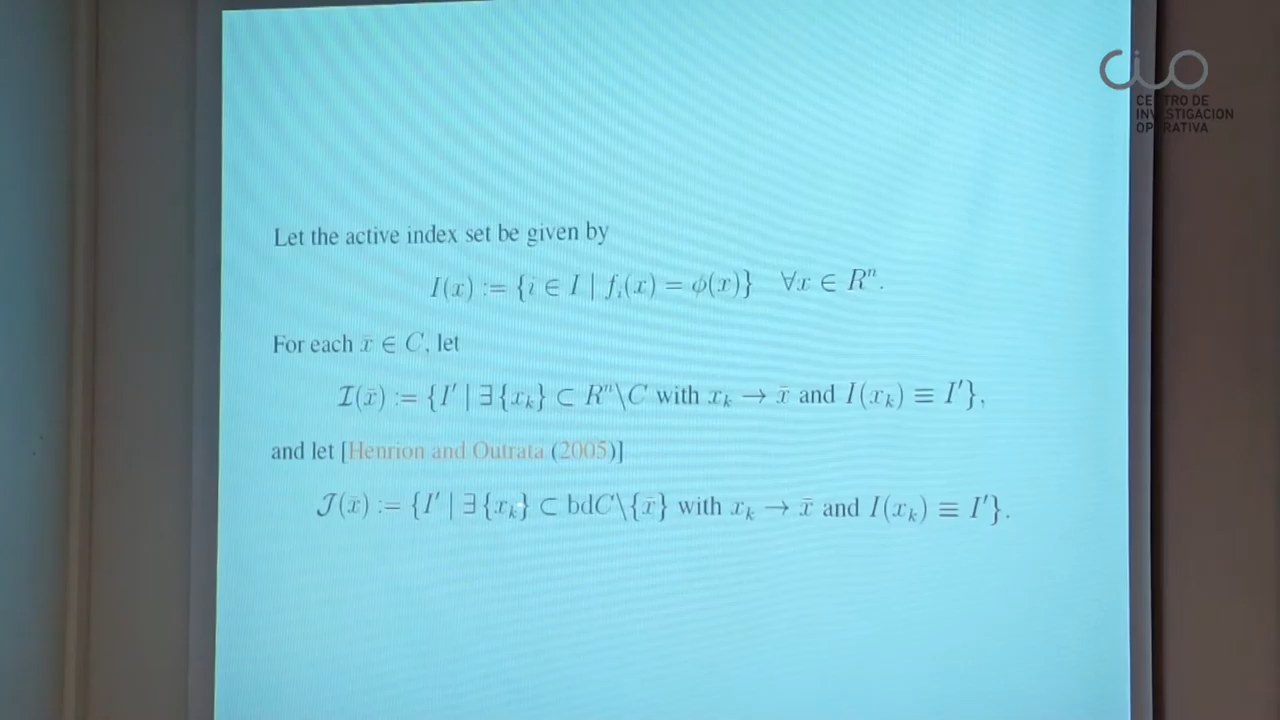 CENTRO DE
INVESTIGACION
OPERATIVA
Let the active index set be given by
I(x) := {i ∈ I | f_i(x) = ϕ(x)} ∀x ∈ R^n.
For each x̄ ∈ C, let
𝓘(x̄) := {I′ | ∃{x_k} ⊂ R^n\C with x_k → x̄ and I(x_k) ≡ I′},
and let [Henrion and Outrata (2005)]
𝒥(x̄) := {I′ | ∃{x_k} ⊂ bdC\{x̄} with x_k → x̄ and I(x_k) ≡ I′}.